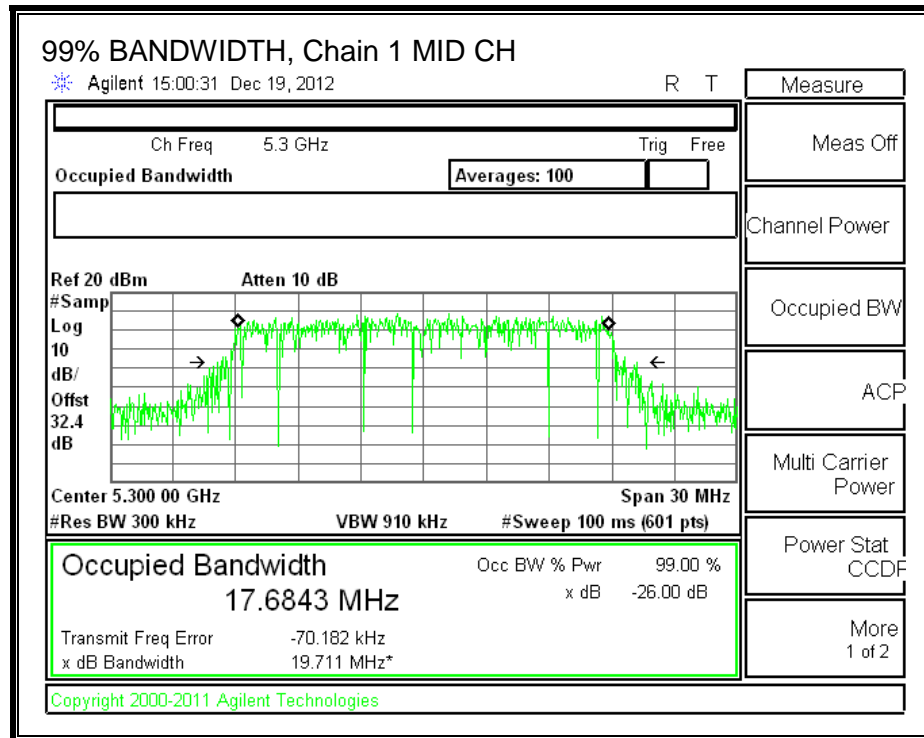 99% BANDWIDTH, Chain 1 MID CH
Agilent 15:00:31 Dec 19, 2012 R T
Measure
Ch Freq 5.3 GHz Trig Free
Meas Off
Occupied Bandwidth Averages: 100
Channel Power
Ref 20 dBm Atten 10 dB
#Samp
Log
10
dB/
Offst
32.4
dB
Occupied BW
ACP
Multi Carrier
Power
Center 5.300 00 GHz Span 30 MHz
#Res BW 300 kHz VBW 910 kHz #Sweep 100 ms (601 pts)
Power Stat
CCDF
Occupied Bandwidth Occ BW % Pwr 99.00 %
17.6843 MHz x dB -26.00 dB
Transmit Freq Error -70.182 kHz
x dB Bandwidth 19.711 MHz*
More
1 of 2
Copyright 2000-2011 Agilent Technologies